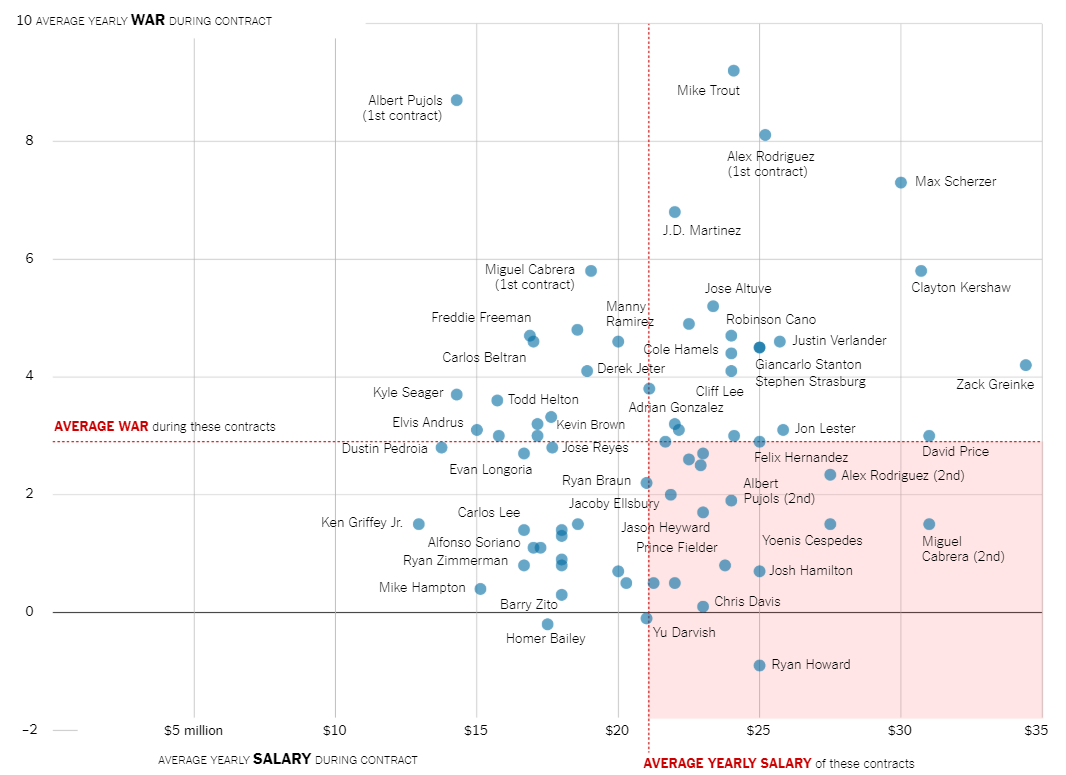 10 AVERAGE YEARLY WAR DURING CONTRACT
Mike Trout
Albert Pujols
(1st contract)
8
Alex Rodriguez
(1st contract)
Max Scherzer
J.D. Martinez
6
Miguel Cabrera
(1st contract)
Clayton Kershaw
Jose Altuve
Manny
Ramirez
Freddie Freeman
Robinson Cano
Justin Verlander
Cole Hamels
Carlos Beltran
Giancarlo Stanton
Stephen Strasburg
Derek Jeter
4
Zack Greinke
Cliff Lee
Kyle Seager
Todd Helton
Adrian Gonzalez
Elvis Andrus
Kevin Brown
Jon Lester
AVERAGE WAR during these contracts
Dustin Pedroia
Jose Reyes
David Price
Felix Hernandez
Evan Longoria
Ryan Braun
Alex Rodriguez (2nd)
Albert
Pujols (2nd)
2
Jacoby Ellsbury
Carlos Lee
Ken Griffey Jr.
Jason Heyward
Alfonso Soriano
Prince Fielder
Yoenis Cespedes
Miguel
Cabrera (2nd)
Ryan Zimmerman
Josh Hamilton
Mike Hampton
Barry Zito
Chris Davis
0
Homer Bailey
Yu Darvish
Ryan Howard
–2
$5 million
$10
$15
$20
$25
$30
$35
AVERAGE YEARLY SALARY DURING CONTRACT
AVERAGE YEARLY SALARY of these contracts